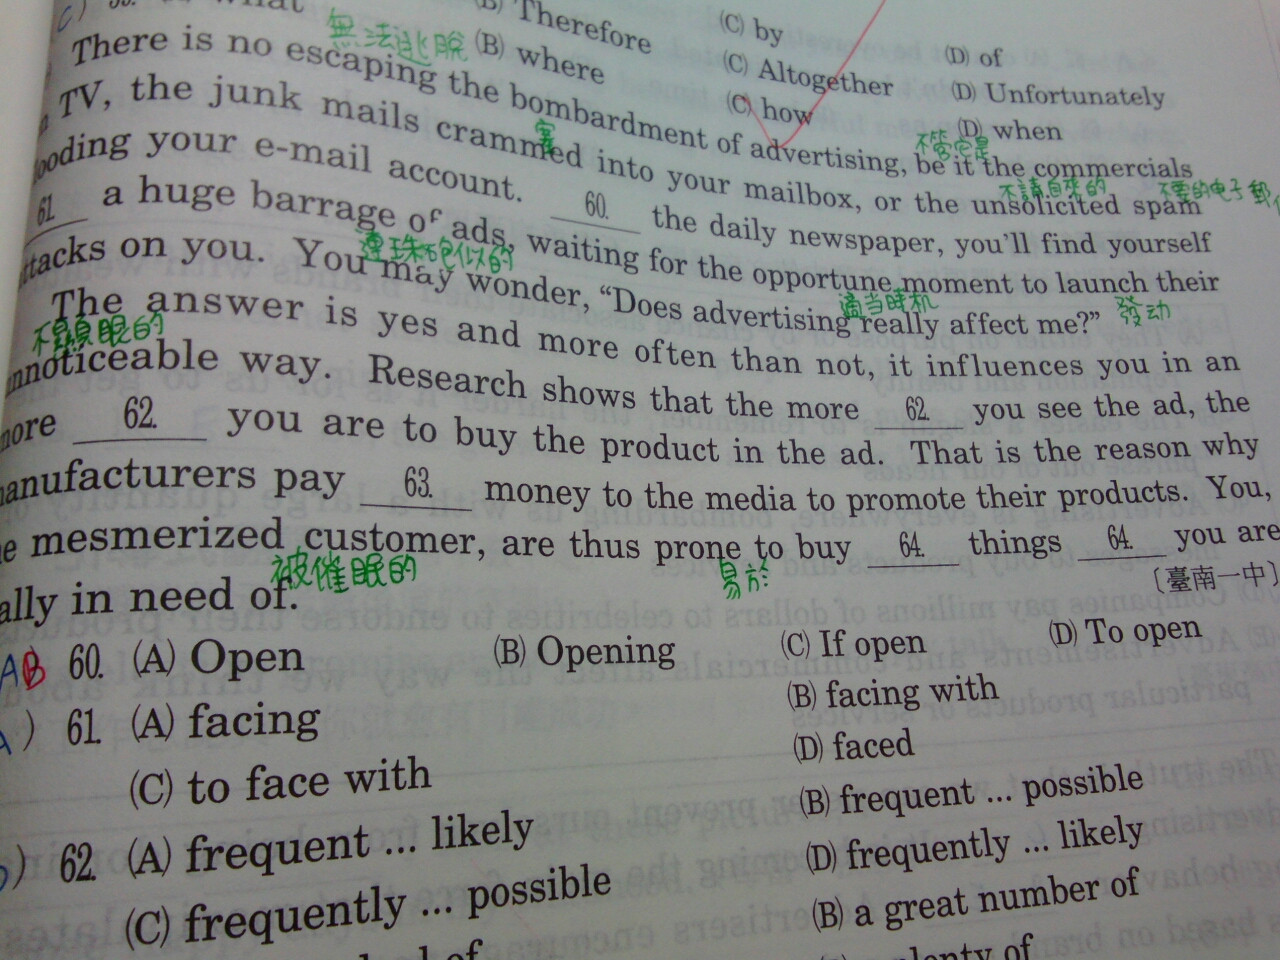 (B) Therefore (C) by (D) of
(B) where (C) Altogether (D) Unfortunately
(C) how (D) when
無法逃脫
There is no escaping the bombardment of advertising, be it the commercials
不管它是
TV, the junk mails crammed into your mailbox, or the unsolicited spam
塞 不請自來的 不要的电子郵
ooding your e-mail account. 60. the daily newspaper, you'll find yourself
61. a huge barrage of ads, waiting for the opportune moment to launch their
連珠炮似的 適当時机 發动
ttacks on you. You may wonder, "Does advertising really affect me?"
The answer is yes and more often than not, it influences you in an
不顯眼的
nnoticeable way. Research shows that the more 62. you see the ad, the
more 62. you are to buy the product in the ad. That is the reason why
anufacturers pay 63. money to the media to promote their products. You,
e mesmerized customer, are thus prone to buy 64. things 64. you are
被催眠的 易於
ally in need of. 〔臺南一中〕
AB 60. (A) Open (B) Opening (C) If open (D) To open
A ) 61. (A) facing (B) facing with
(C) to face with (D) faced
) 62. (A) frequent ... likely (B) frequent ... possible
(C) frequently ... possible (D) frequently ... likely
(B) a great number of
plenty of